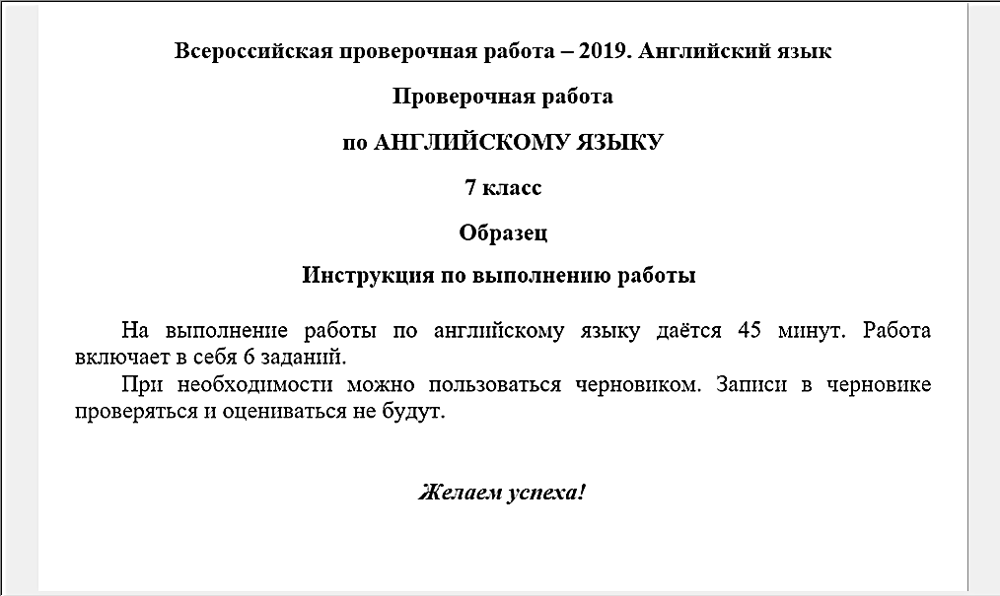 Всероссийская проверочная работа – 2019. Английский язык
Проверочная работа
по АНГЛИЙСКОМУ ЯЗЫКУ
7 класс
Образец
Инструкция по выполнению работы
На выполнение работы по английскому языку даётся 45 минут. Работа
включает в себя 6 заданий.
При необходимости можно пользоваться черновиком. Записи в черновике
проверяться и оцениваться не будут.
Желаем успеха!